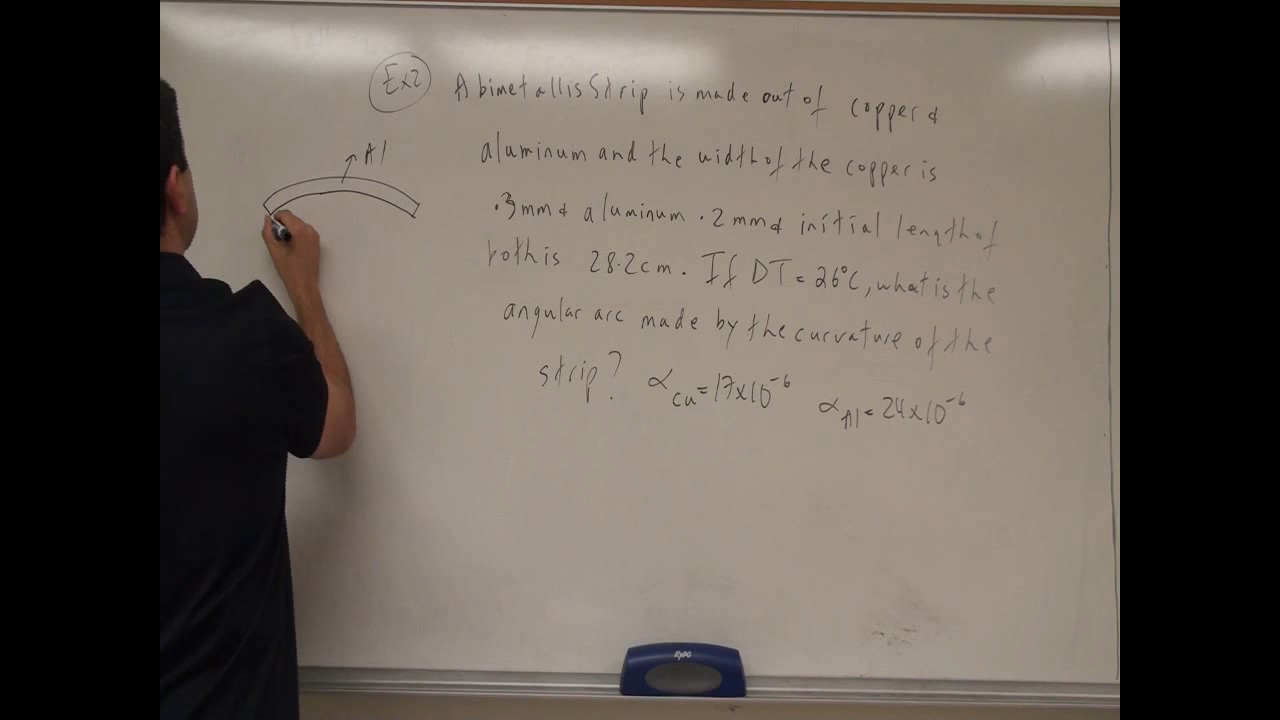 Ex2
A bimetallis strip is made out of copper &
aluminum and the width of the copper is
.3mm & aluminum .2mm & initial length of
both is 28.2cm. If DT = 26°C, what is the
angular arc made by the curvature of the
strip? αCu = 17x10⁻⁶ αAl = 24x10⁻⁶
Al
EXPO